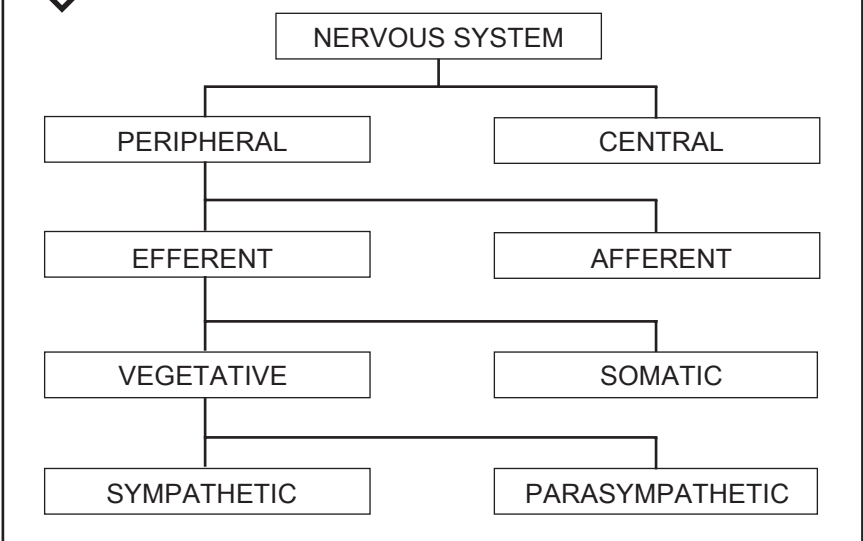 NERVOUS SYSTEM
PERIPHERAL
CENTRAL
EFFERENT
AFFERENT
VEGETATIVE
SOMATIC
SYMPATHETIC
PARASYMPATHETIC